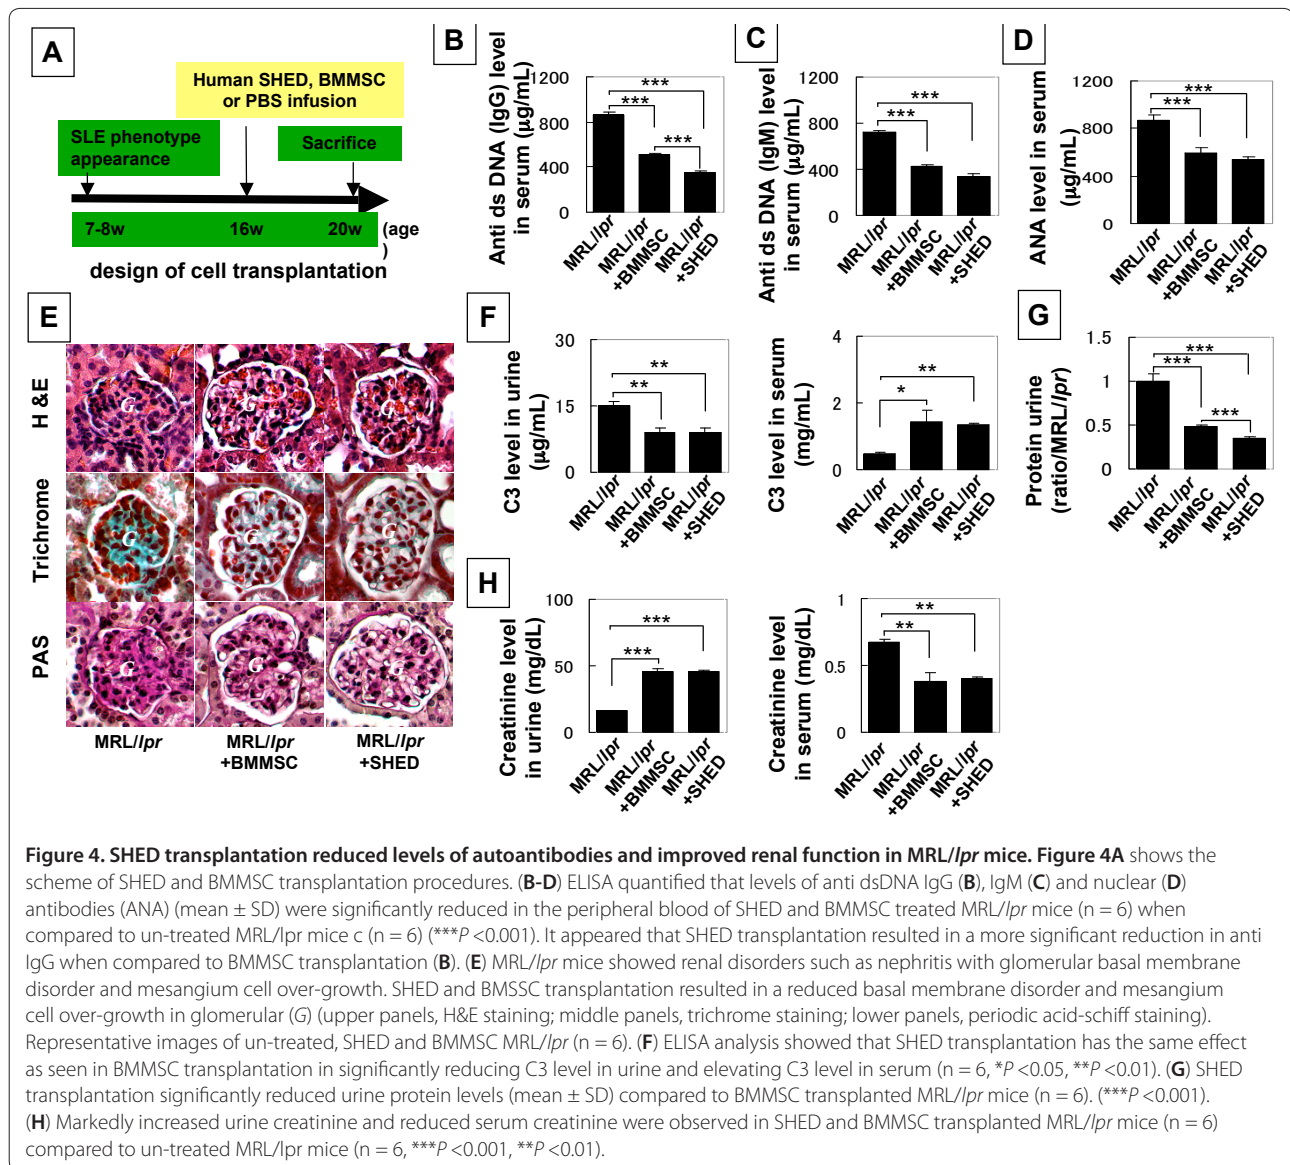 A
Human SHED, BMMSC
or PBS infusion
SLE phenotype
appearance
Sacrifice
7-8w
16w
20w
(age
)
design of cell transplantation
B
Anti ds DNA (IgG) level
in serum (μg/mL)
1200
800
400
0
***
***
***
MRL/lpr
MRL/lpr
+BMMSC
MRL/lpr
+SHED
C
Anti ds DNA (IgM) level
in serum (μg/mL)
1200
800
400
0
***
***
MRL/lpr
MRL/lpr
+BMMSC
MRL/lpr
+SHED
D
ANA level in serum
(μg/mL)
1200
800
400
0
***
***
MRL/lpr
MRL/lpr
+BMMSC
MRL/lpr
+SHED
E
H &E
Trichrome
PAS
G
G
G
G
G
G
G
G
G
MRL/lpr
MRL/lpr
+BMMSC
MRL/lpr
+SHED
F
C3 level in urine
(μg/mL)
30
15
0
**
**
MRL/lpr
MRL/lpr
+BMMSC
MRL/lpr
+SHED
C3 level in serum
(mg/mL)
4
2
0
**
*
MRL/lpr
MRL/lpr
+BMMSC
MRL/lpr
+SHED
G
Protein urine
(ratio/MRL/lpr)
1.5
1
0.5
0
***
***
***
MRL/lpr
MRL/lpr
+BMMSC
MRL/lpr
+SHED
H
Creatinine level
in urine (mg/dL)
100
50
0
***
***
MRL/lpr
MRL/lpr
+BMMSC
MRL/lpr
+SHED
Creatinine level
in serum (mg/dL)
1
0.5
0
**
**
MRL/lpr
MRL/lpr
+BMMSC
MRL/lpr
+SHED
Figure 4. SHED transplantation reduced levels of autoantibodies and improved renal function in MRL/lpr mice. Figure 4A shows the
scheme of SHED and BMMSC transplantation procedures. (B-D) ELISA quantified that levels of anti dsDNA IgG (B), IgM (C) and nuclear (D)
antibodies (ANA) (mean ± SD) were significantly reduced in the peripheral blood of SHED and BMMSC treated MRL/lpr mice (n = 6) when
compared to un-treated MRL/lpr mice c (n = 6) (***P <0.001). It appeared that SHED transplantation resulted in a more significant reduction in anti
IgG when compared to BMMSC transplantation (B). (E) MRL/lpr mice showed renal disorders such as nephritis with glomerular basal membrane
disorder and mesangium cell over-growth. SHED and BMSSC transplantation resulted in a reduced basal membrane disorder and mesangium
cell over-growth in glomerular (G) (upper panels, H&E staining; middle panels, trichrome staining; lower panels, periodic acid-schiff staining).
Representative images of un-treated, SHED and BMMSC MRL/lpr (n = 6). (F) ELISA analysis showed that SHED transplantation has the same effect
as seen in BMMSC transplantation in significantly reducing C3 level in urine and elevating C3 level in serum (n = 6, *P <0.05, **P <0.01). (G) SHED
transplantation significantly reduced urine protein levels (mean ± SD) compared to BMMSC transplanted MRL/lpr mice (n = 6). (***P <0.001).
(H) Markedly increased urine creatinine and reduced serum creatinine were observed in SHED and BMMSC transplanted MRL/lpr mice (n = 6)
compared to un-treated MRL/lpr mice (n = 6, ***P <0.001, **P <0.01).